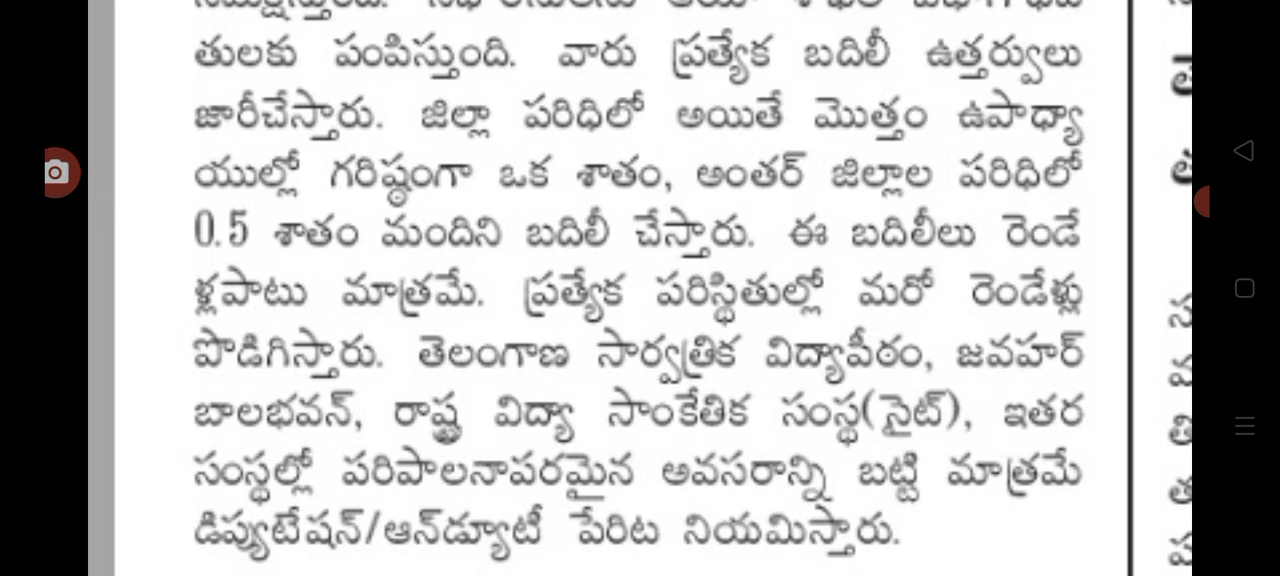 తులకు పంపిస్తుంది. వారు ప్రత్యేక బదిలీ ఉత్తర్వులు
జారీచేస్తారు. జిల్లా పరిధిలో అయితే మొత్తం ఉపాధ్యా
యుల్లో గరిష్ఠంగా ఒక శాతం, అంతర్ జిల్లాల పరిధిలో
0.5 శాతం మందిని బదిలీ చేస్తారు. ఈ బదిలీలు రెండే
ళ్లపాటు మాత్రమే. ప్రత్యేక పరిస్థితుల్లో మరో రెండేళ్లు
పొడిగిస్తారు. తెలంగాణ సార్వత్రిక విద్యాపీఠం, జవహర్
బాలభవన్, రాష్ట్ర విద్యా సాంకేతిక సంస్థ(సైట్), ఇతర
సంస్థల్లో పరిపాలనాపరమైన అవసరాన్ని బట్టి మాత్రమే
డిప్యుటేషన్/ఆన్‌డ్యూటీ పేరిట నియమిస్తారు.